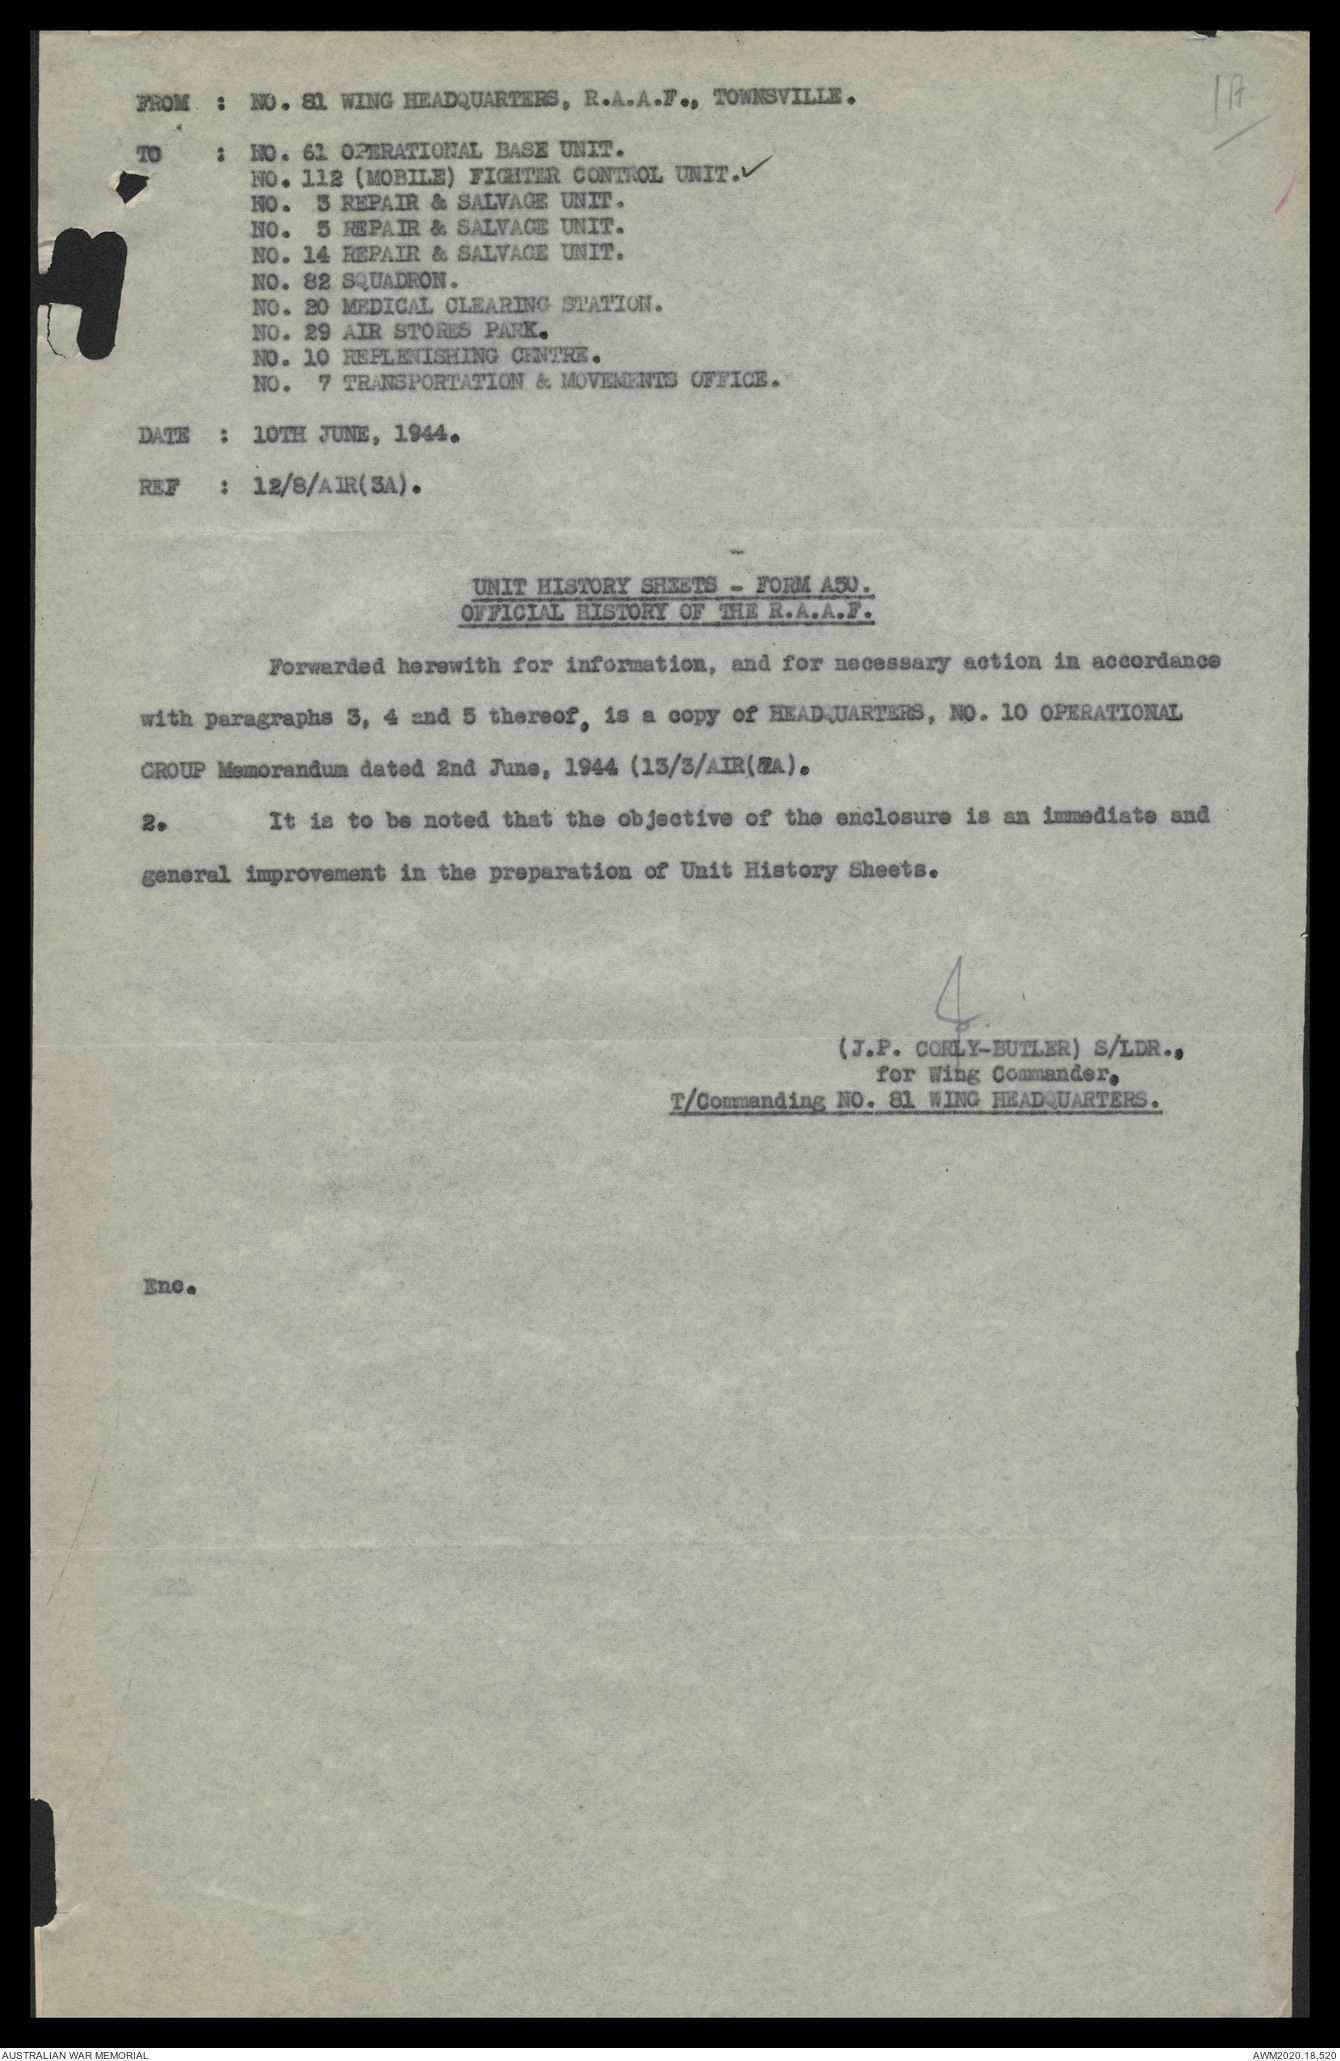 1A
FROM : NO. 81 WING HEADQUARTERS, R.A.A.F., TOWNSVILLE.
TO : NO. 61 OPERATIONAL BASE UNIT.
NO. 112 (MOBILE) FIGHTER CONTROL UNIT.✓
NO. 3 REPAIR & SALVAGE UNIT.
NO. 5 REPAIR & SALVAGE UNIT.
NO. 14 REPAIR & SALVAGE UNIT.
NO. 82 SQUADRON.
NO. 20 MEDICAL CLEARING STATION.
NO. 29 AIR STORES PARK.
NO. 10 REPLENISHING CENTRE.
NO. 7 TRANSPORTATION & MOVEMENTS OFFICE.
DATE : 10TH JUNE, 1944.
REF : 12/8/AIR(3A).
UNIT HISTORY SHEETS - FORM A50.
OFFICIAL HISTORY OF THE R.A.A.F.
Forwarded herewith for information, and for necessary action in accordance
with paragraphs 3, 4 and 5 thereof, is a copy of HEADQUARTERS, NO. 10 OPERATIONAL
GROUP Memorandum dated 2nd June, 1944
2. It is to be noted that the objective of the enclosure is an immediate and
general improvement in the preparation of Unit History Sheets.
(J.P. CORLY-BUTLER) S/LDR.,
for Wing Commander,
T/Commanding NO. 81 WING HEADQUARTERS.
Enc.
AUSTRALIAN WAR MEMORIAL
AWM2020.18.520